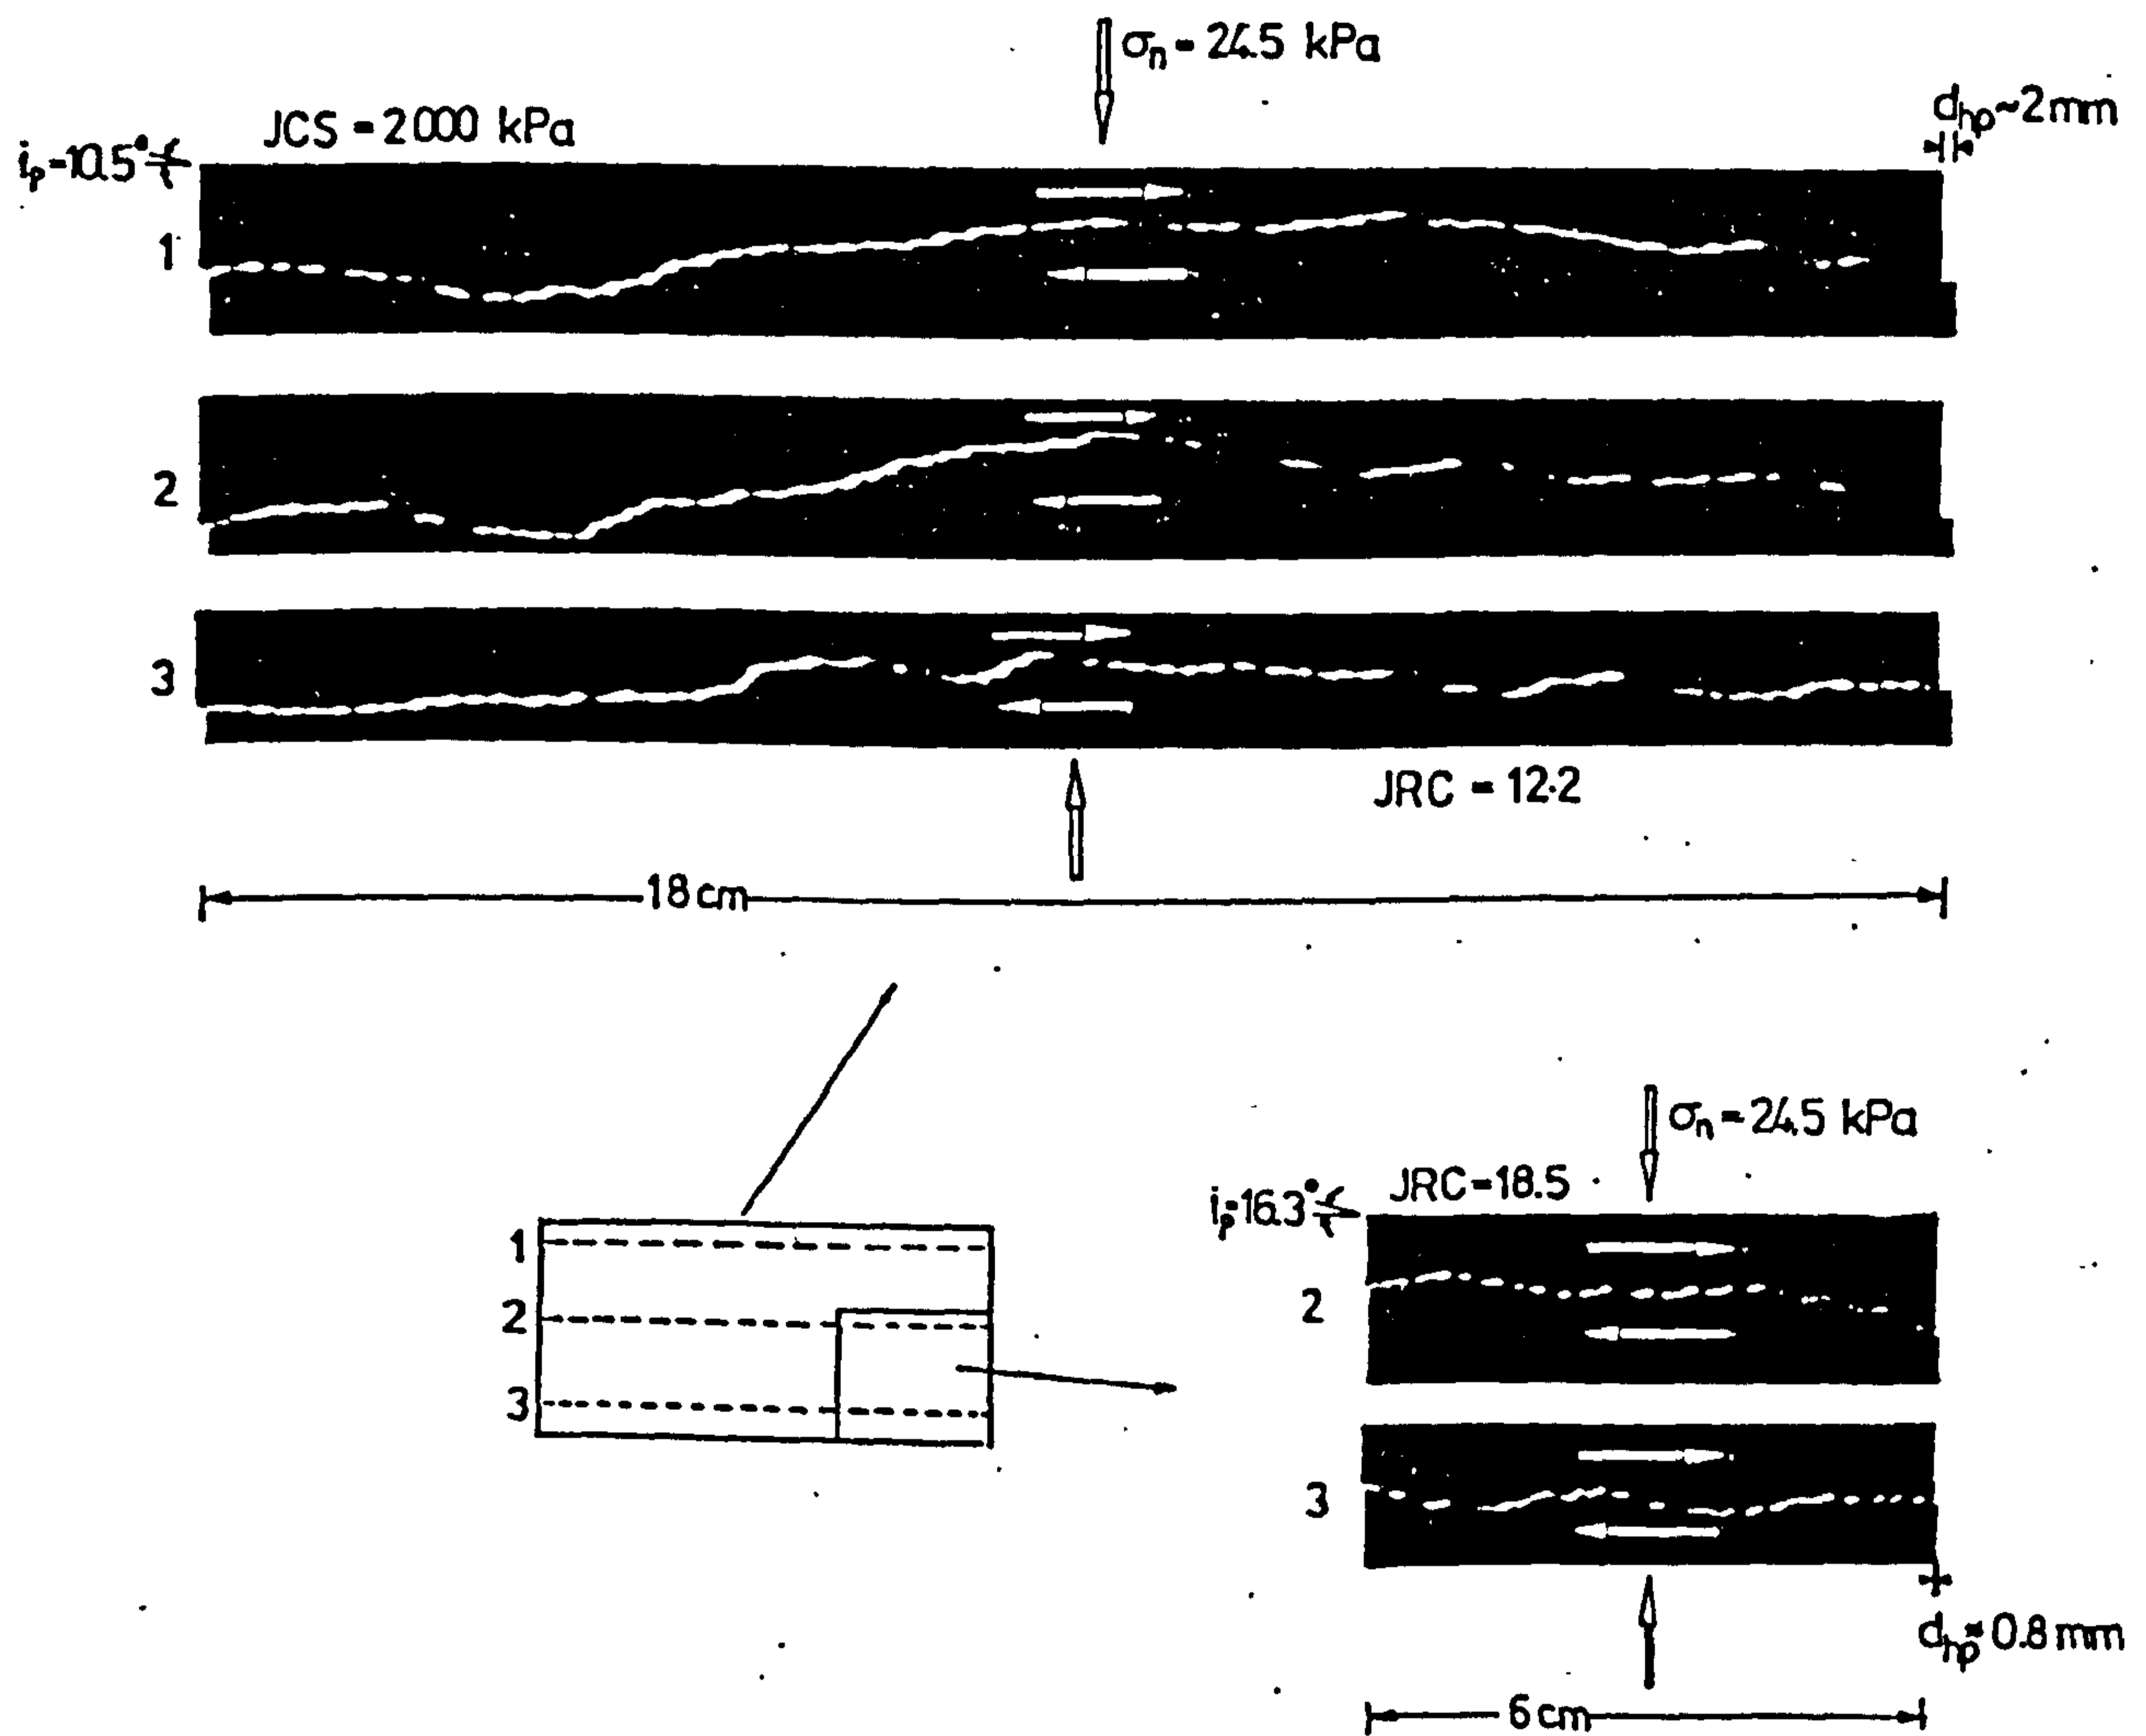 σn = 24.5 kPa
dhp ~ 2 mm
JCS = 2000 kPa
ip = 10.5°
1
2
3
JRC = 12.2
18 cm
σn = 24.5 kPa
JRC = 18.5
ip = 16.3°
1
2
3
2
3
dhp ≈ 0.8 mm
6 cm